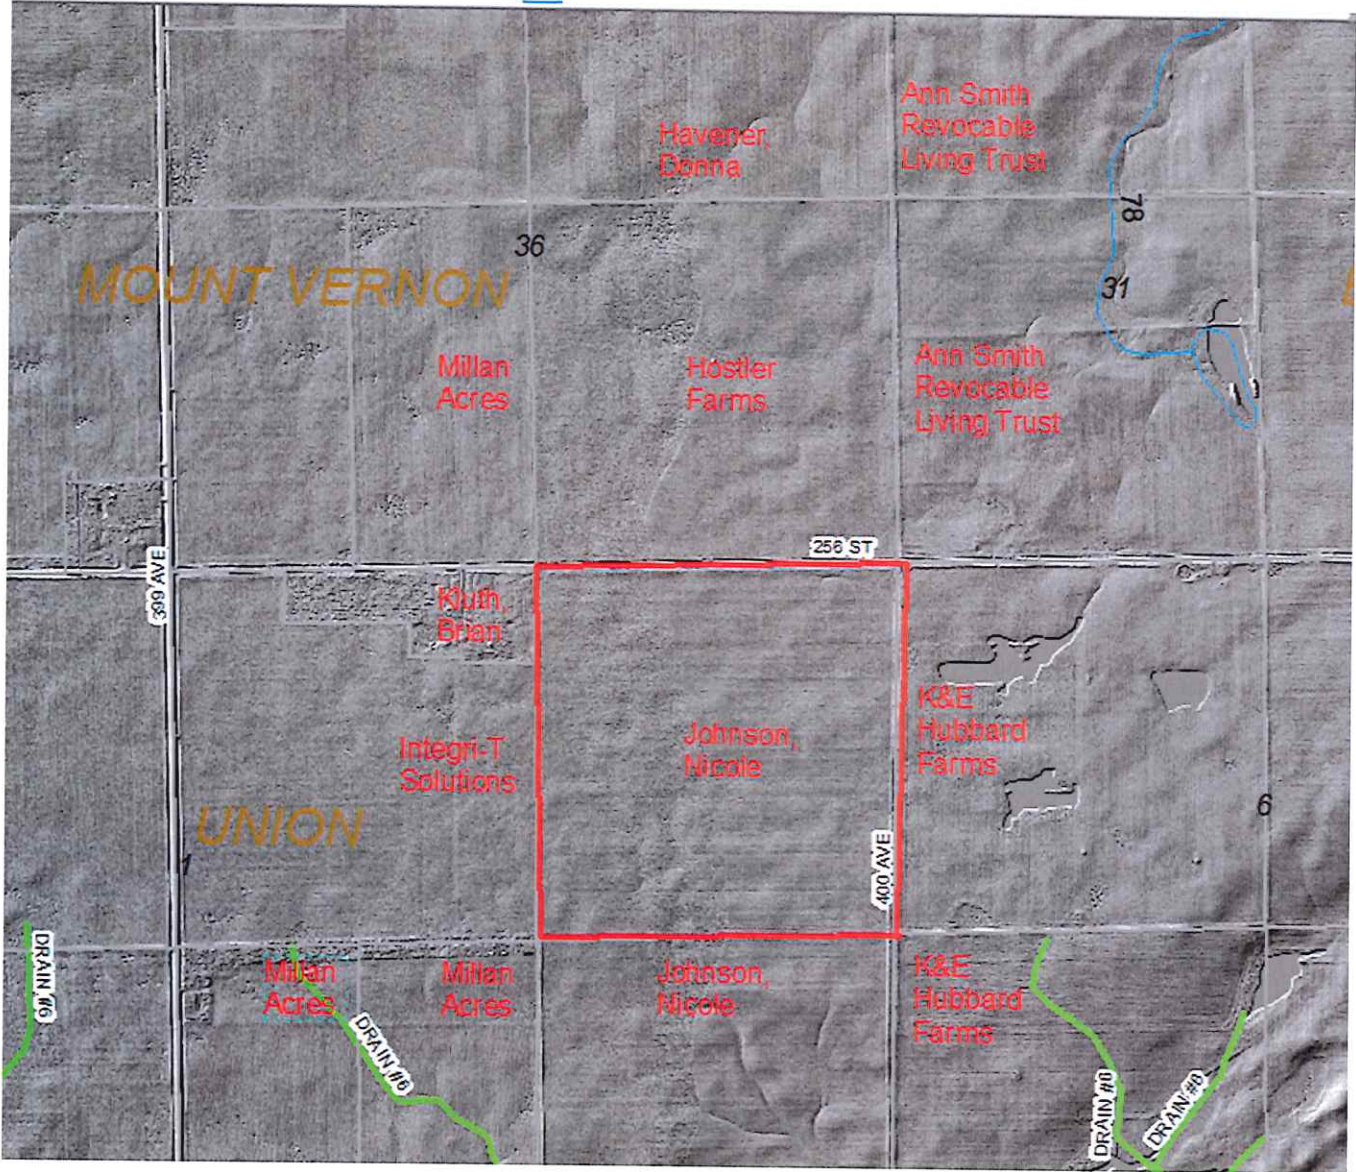 Havener,
Donna
Ann Smith
Revocable
Living Trust
78
36
MOUNT VERNON
31
Millan
Acres
Hostler
Farms
Ann Smith
Revocable
Living Trust
256 ST
399 AVE
Kluth,
Brian
Integri-T
Solutions
Johnson,
Nicole
K&E
Hubbard
Farms
UNION
1
6
400 AVE
DRAIN #6
Millan
Acres
Millan
Acres
Johnson,
Nicole
K&E
Hubbard
Farms
DRAIN #6
DRAIN #6
DRAIN #6